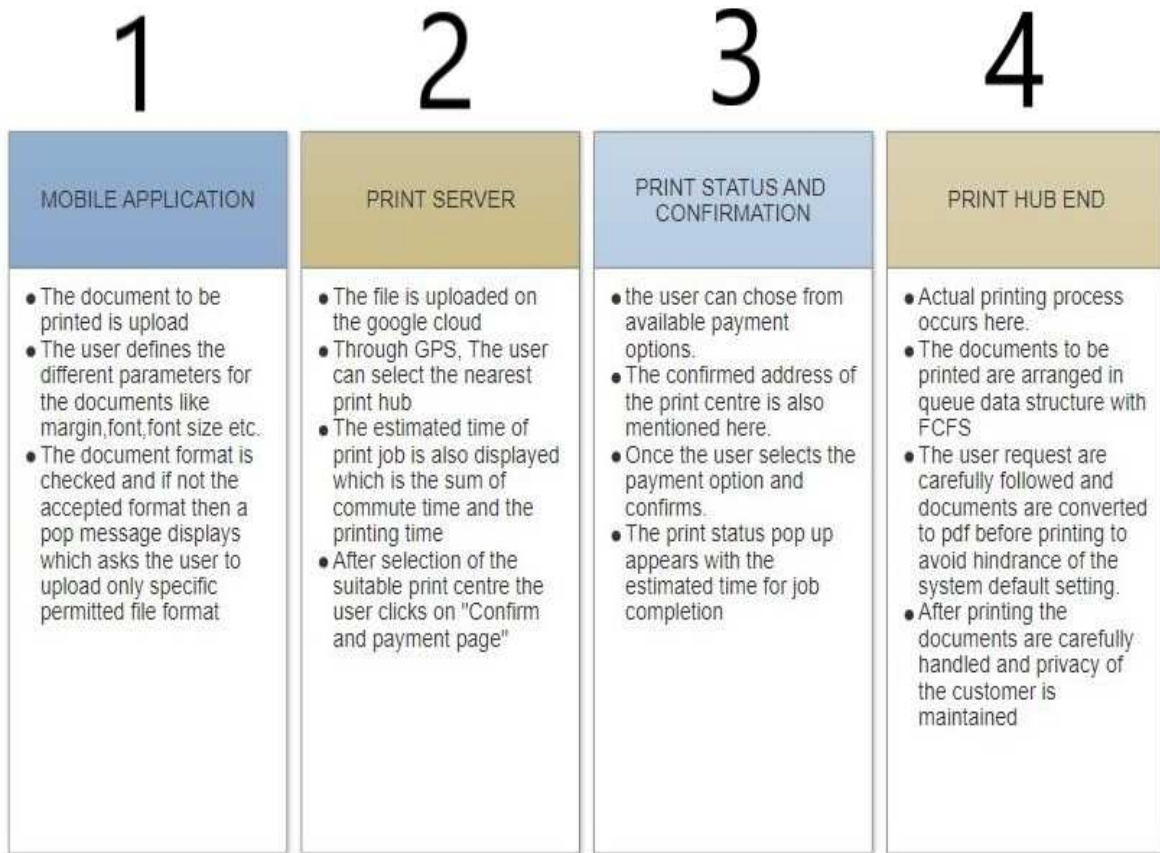 1
2
3
4
MOBILE APPLICATION
● The document to be
printed is upload
● The user defines the
different parameters for
the documents like
margin,font,font size etc.
● The document format is
checked and if not the
accepted format then a
pop message displays
which asks the user to
upload only specific
permitted file format
PRINT SERVER
● The file is uploaded on
the google cloud
● Through GPS, The user
can select the nearest
print hub
● The estimated time of
print job is also displayed
which is the sum of
commute time and the
printing time
● After selection of the
suitable print centre the
user clicks on "Confirm
and payment page"
PRINT STATUS AND
CONFIRMATION
● the user can chose from
available payment
options.
● The confirmed address of
the print centre is also
mentioned here.
● Once the user selects the
payment option and
confirms.
● The print status pop up
appears with the
estimated time for job
completion
PRINT HUB END
● Actual printing process
occurs here.
● The documents to be
printed are arranged in
queue data structure with
FCFS
● The user request are
carefully followed and
documents are converted
to pdf before printing to
avoid hindrance of the
system default setting.
● After printing the
documents are carefully
handled and privacy of
the customer is
maintained